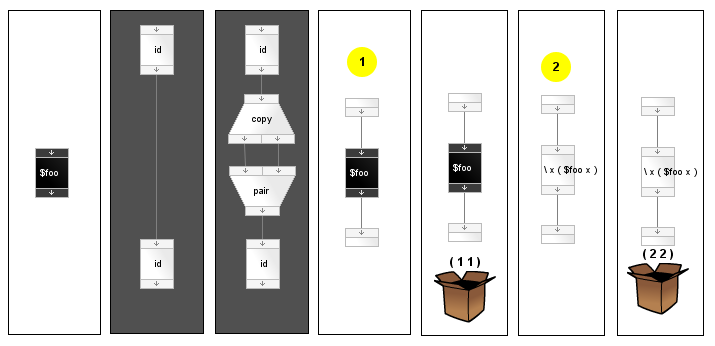 $foo
id
id
id
copy
pair
id
1
$foo
$foo
( 1 1 )
2
\ x ( $foo x )
\ x ( $foo x )
( 2 2 )